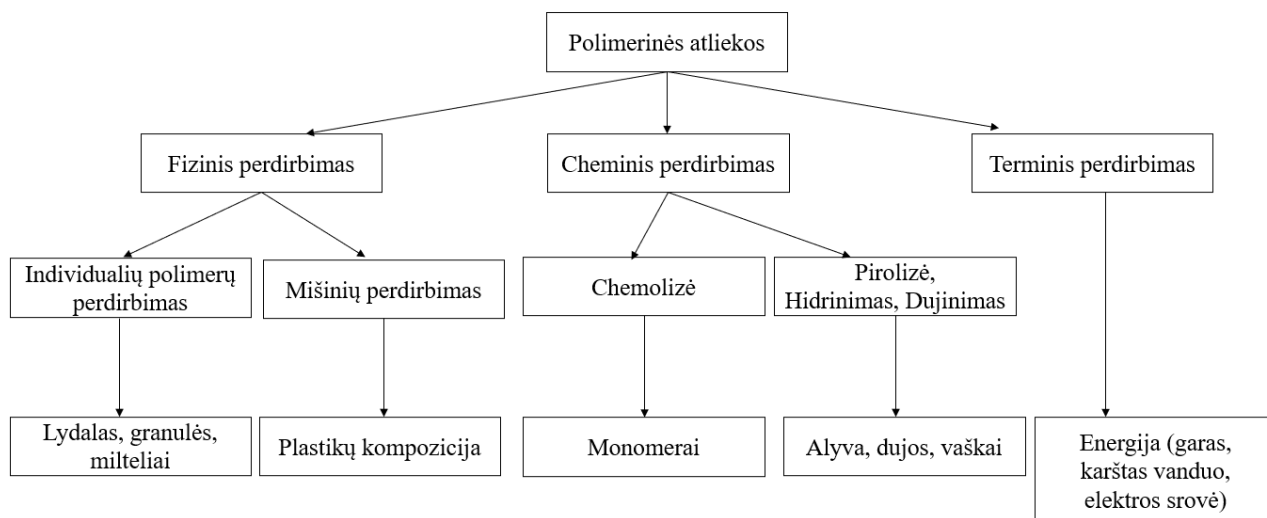 Polimerinės atliekos
Fizinis perdirbimas
Cheminis perdirbimas
Terminis perdirbimas
Individualių polimerų
perdirbimas
Mišinių perdirbimas
Chemolizė
Pirolizė,
Hidrinimas, Dujinimas
Lydalas, granulės,
milteliai
Plastikų kompozicija
Monomerai
Alyva, dujos, vaškai
Energija (garas,
karštas vanduo,
elektros srovė)